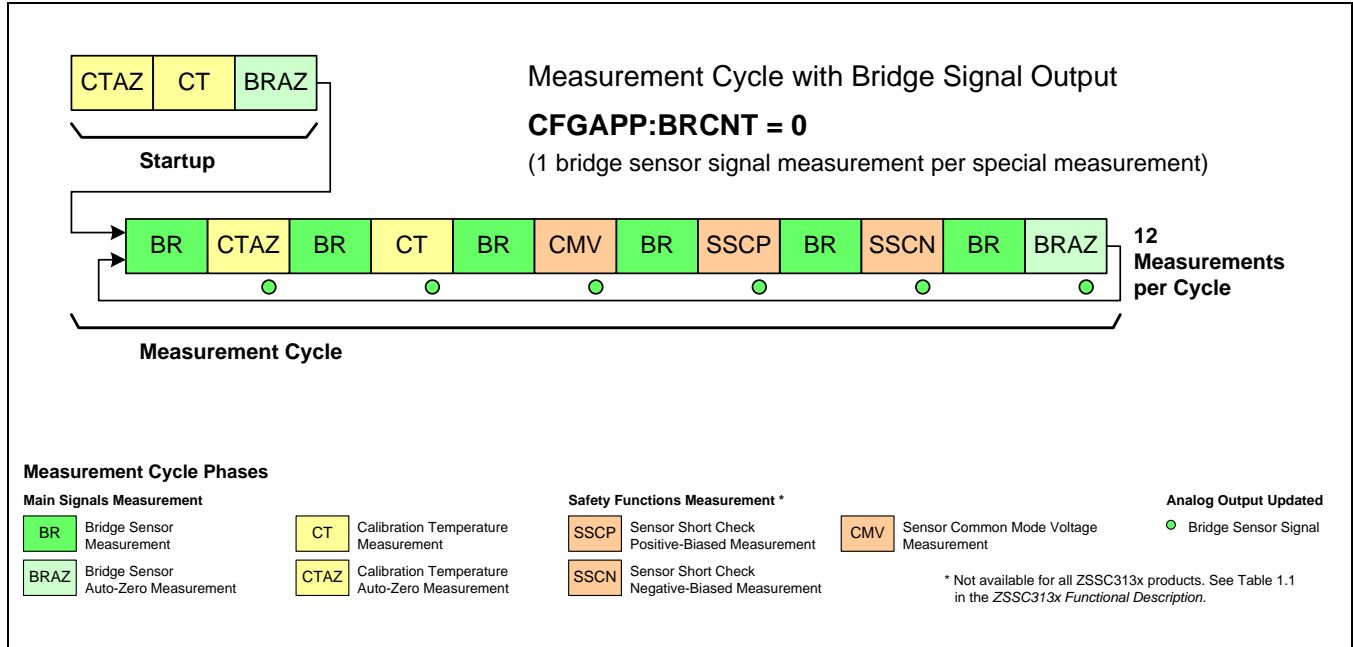 CTAZ CT BRAZ
Startup
Measurement Cycle with Bridge Signal Output
CFGAPP:BRCNT = 0
(1 bridge sensor signal measurement per special measurement)
BR CTAZ BR CT BR CMV BR SSCP BR SSCN BR BRAZ
12
Measurements
per Cycle
Measurement Cycle
Measurement Cycle Phases
Main Signals Measurement
BR
Bridge Sensor
Measurement
BRAZ
Bridge Sensor
Auto-Zero Measurement
CT
Calibration Temperature
Measurement
CTAZ
Calibration Temperature
Auto-Zero Measurement
Safety Functions Measurement *
SSCP
Sensor Short Check
Positive-Biased Measurement
SSCN
Sensor Short Check
Negative-Biased Measurement
CMV
Sensor Common Mode Voltage
Measurement
Analog Output Updated
Bridge Sensor Signal
* Not available for all ZSSC313x products. See Table 1.1
in the ZSSC313x Functional Description.